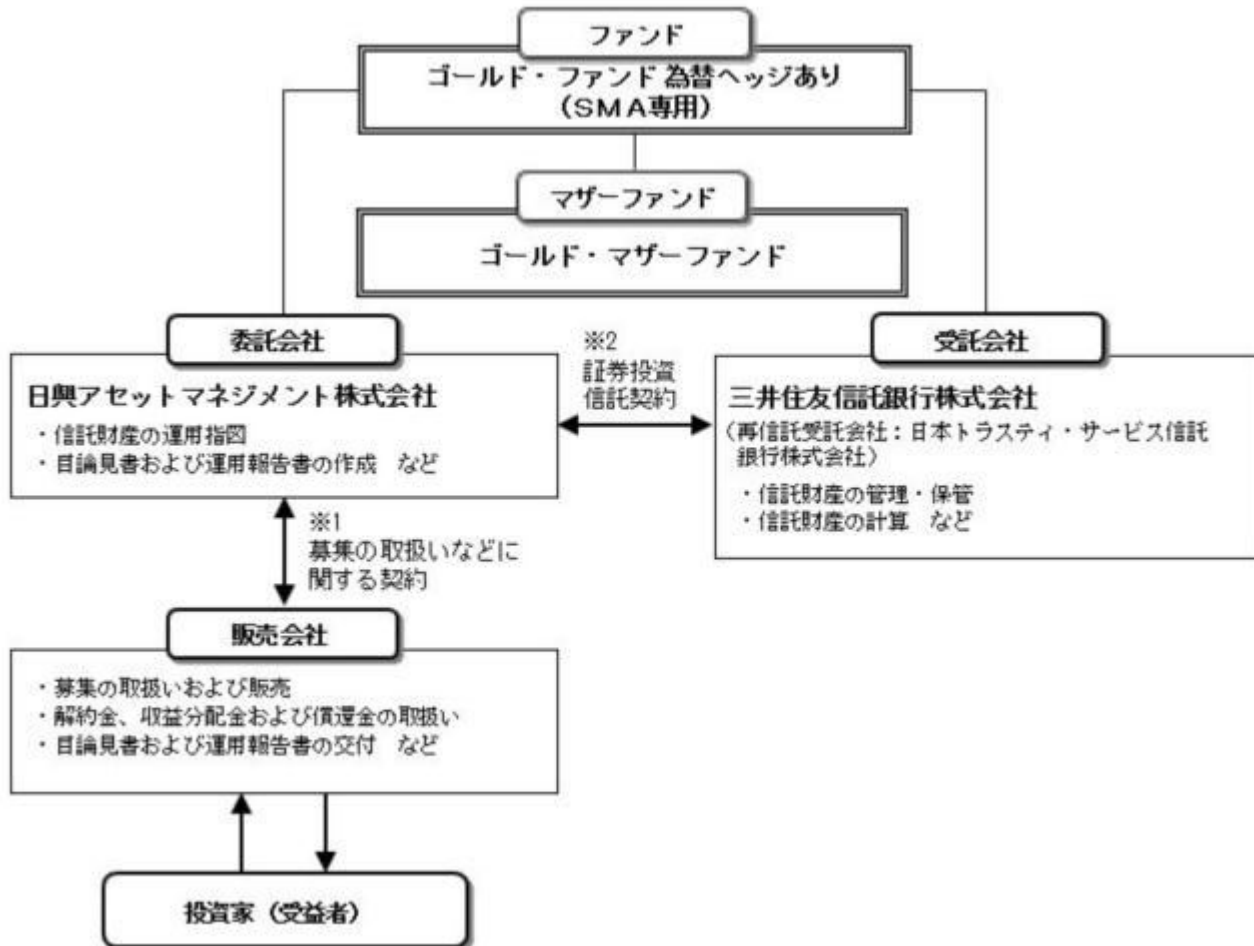 ファンド
ゴールド・ファンド 為替ヘッジあり
（SMA専用）
マザーファンド
ゴールド・マザーファンド
委託会社
日興アセットマネジメント株式会社
・信託財産の運用指図
・目論見書および運用報告書の作成　など
※2
証券投資
信託契約
受託会社
三井住友信託銀行株式会社
（再信託受託会社：日本トラスティ・サービス信託
銀行株式会社）
・信託財産の管理・保管
・信託財産の計算　など
※1
募集の取扱いなどに
関する契約
販売会社
・募集の取扱いおよび販売
・解約金、収益分配金および償還金の取扱い
・目論見書および運用報告書の交付　など
投資家（受益者）